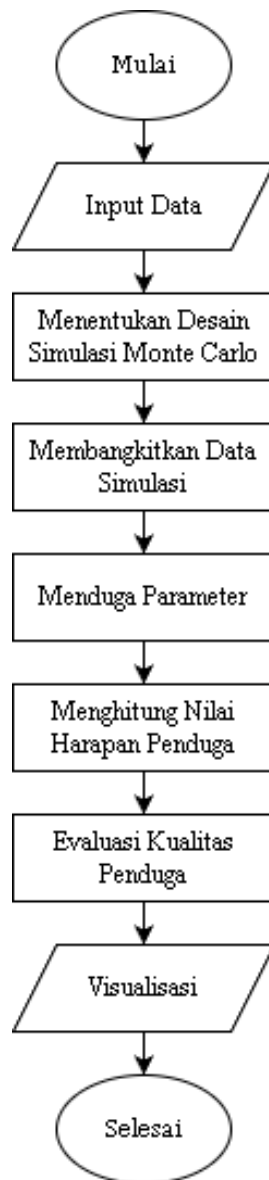 Mulai
Input Data
Menentukan Desain
Simulasi Monte Carlo
Membangkitkan Data
Simulasi
Menduga Parameter
Menghitung Nilai
Harapan Penduga
Evaluasi Kualitas
Penduga
Visualisasi
Selesai